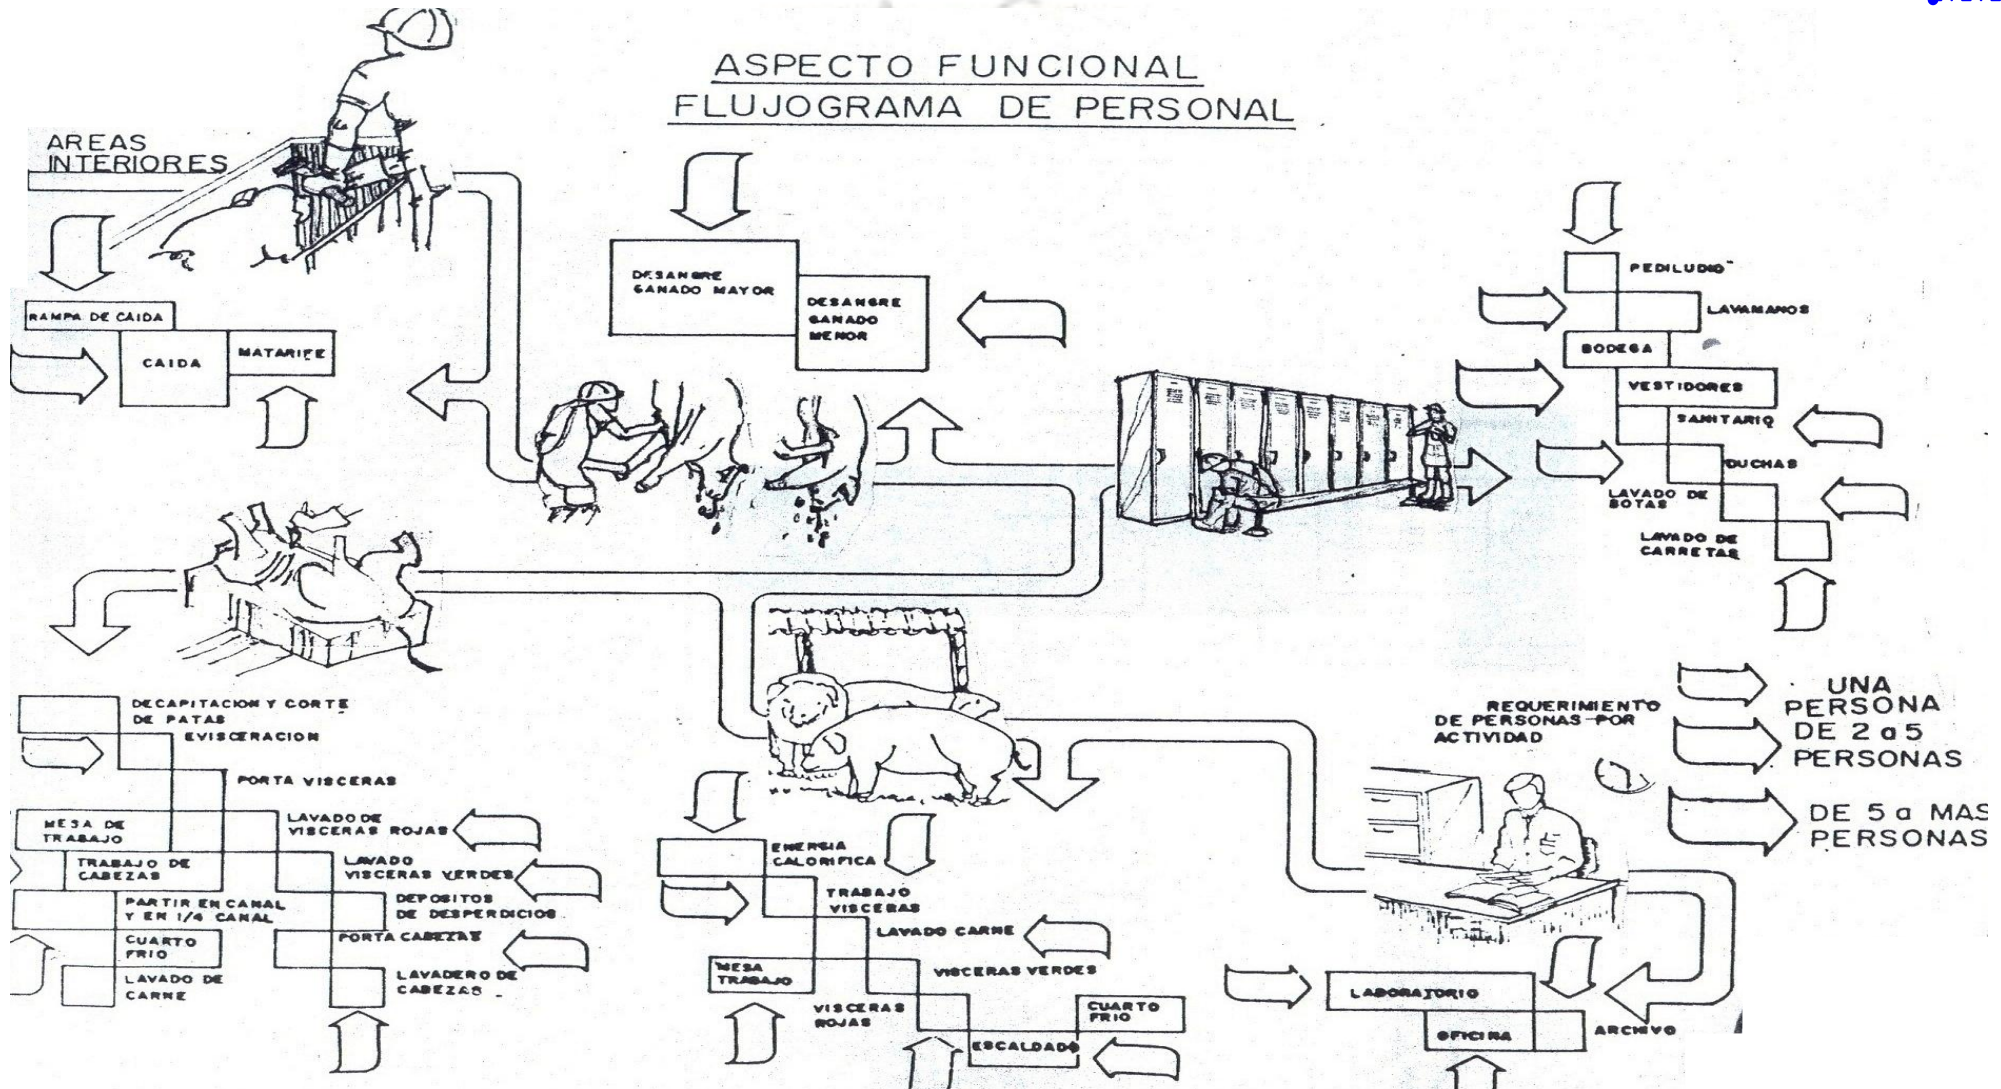 ASPECTO FUNCIONAL
FLUJOGRAMA DE PERSONAL
AREAS
INTERIORES
RAMPA DE CAIDA
CAIDA
MATARIFE
DESANGRE
GANADO MAYOR
DESANGRE
GANADO
MENOR
PEDILUDIO
LAVAMANOS
BODEGA
VESTIDORES
SANITARIO
DUCHAS
LAVADO DE
BOTAS
LAVADO DE
CARRETAS
DECAPITACION Y CORTE
DE PATAS
EVISCERACION
PORTA VISCERAS
MESA DE
TRABAJO
LAVADO DE
VISCERAS ROJAS
TRABAJO DE
CABEZAS
LAVADO
VISCERAS VERDES
PARTIR EN CANAL
Y EN 1/4 CANAL
DEPOSITOS
DE DESPERDICIOS
CUARTO
FRIO
PORTA CABEZAS
LAVADO DE
CARNE
LAVADERO DE
CABEZAS
ENERGIA
CALORIFICA
TRABAJO
VISCERAS
LAVADO CARNE
MESA
TRABAJO
VISCERAS VERDES
VISCERAS
ROJAS
CUARTO
FRIO
ESCALDADO
REQUERIMIENTO
DE PERSONAS POR
ACTIVIDAD
UNA
PERSONA
DE 2 a 5
PERSONAS
DE 5 a MAS
PERSONAS
LABORATORIO
OFICINA
ARCHIVO